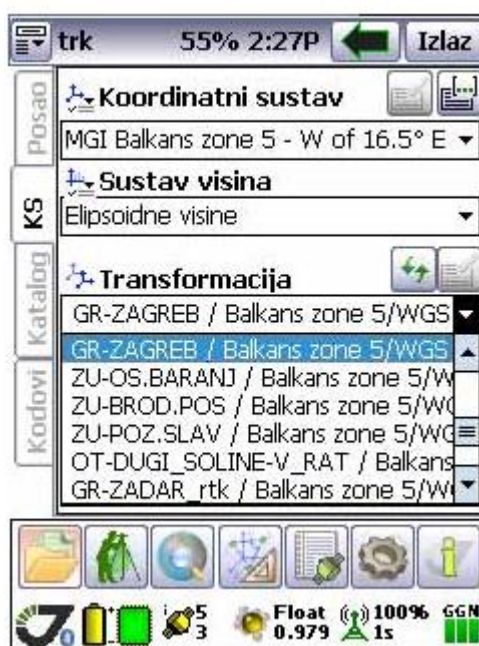 trk 55% 2:27P Izlaz
Posao
KS
Katalog
Kodovi
Koordinatni sustav
MGI Balkans zone 5 - W of 16.5° E
Sustav visina
Elipsoidne visine
Transformacija
GR-ZAGREB / Balkans zone 5/WGS
GR-ZAGREB / Balkans zone 5/WGS
ZU-OS.BARANJ / Balkans zone 5/W
ZU-BROD.POS / Balkans zone 5/WG
ZU-POZ.SLAV / Balkans zone 5/WG
OT-DUGI_SOLINE-V_RAT / Balkans
GR-ZADAR_rtk / Balkans zone 5/W
0
i 5
3
Float
0.979
100%
1s
GGN